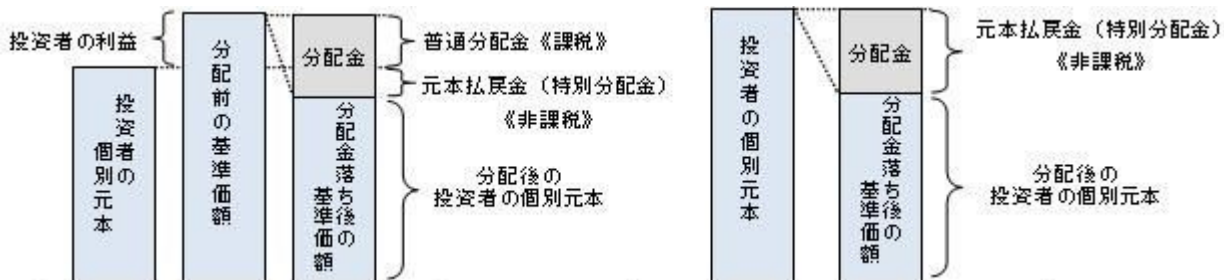 投資者の利益
投資者の
個別元本
分配前の基準価額
分配金
分配金落ち後の
基準価額
普通分配金《課税》
元本払戻金（特別分配金）
《非課税》
分配後の
投資者の個別元本
投資者の個別元本
分配金
分配金落ち後の
基準価額
元本払戻金（特別分配金）
《非課税》
分配後の
投資者の個別元本